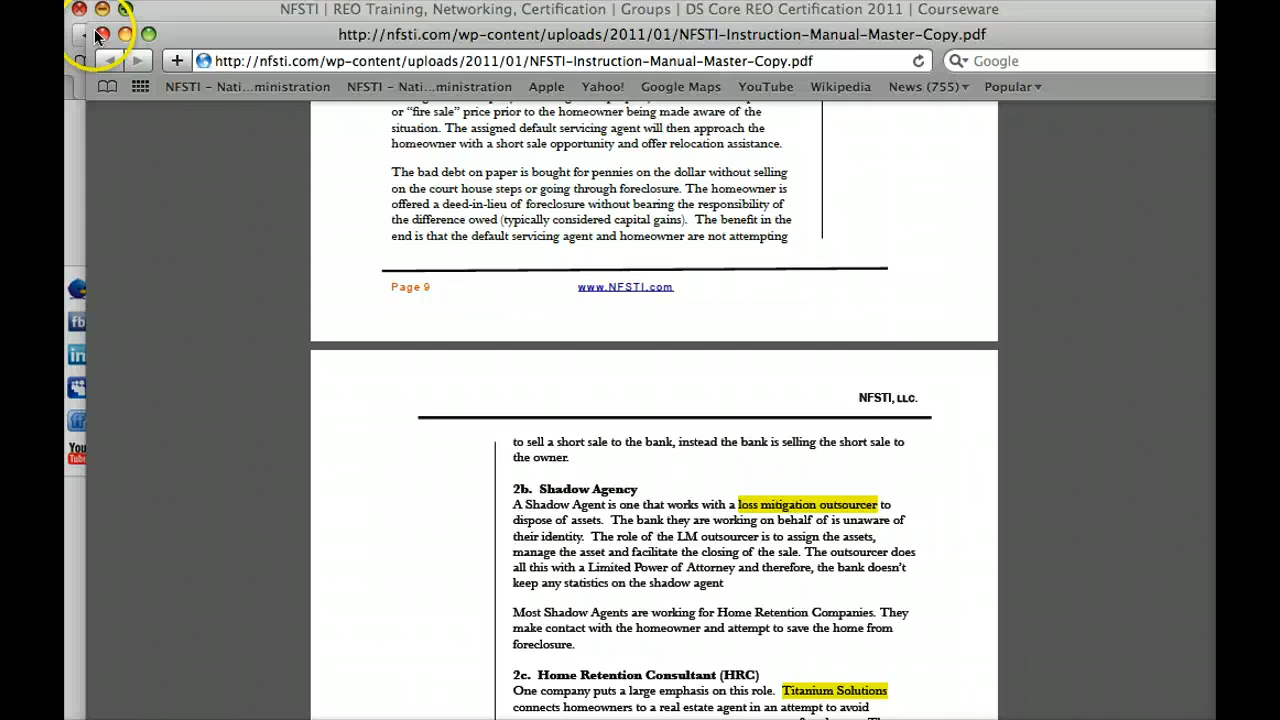 NFSTI | REO Training, Networking, Certification | Groups | DS Core REO Certification 2011 | Courseware
http://nfsti.com/wp-content/uploads/2011/01/NFSTI-Instruction-Manual-Master-Copy.pdf
http://nfsti.com/wp-content/uploads/2011/01/NFSTI-Instruction-Manual-Master-Copy.pdf
Google
NFSTI – Nati...ministration NFSTI – Nati...ministration Apple Yahoo! Google Maps YouTube Wikipedia News (755) Popular
or “fire sale” price prior to the homeowner being made aware of the
situation. The assigned default servicing agent will then approach the
homeowner with a short sale opportunity and offer relocation assistance.
The bad debt on paper is bought for pennies on the dollar without selling
on the court house steps or going through foreclosure. The homeowner is
offered a deed-in-lieu of foreclosure without bearing the responsibility of
the difference owed (typically considered capital gains). The benefit in the
end is that the default servicing agent and homeowner are not attempting
Page 9 www.NFSTI.com
fb
in
You
Tube
NFSTI, LLC.
to sell a short sale to the bank, instead the bank is selling the short sale to
the owner.
2b. Shadow Agency
A Shadow Agent is one that works with a loss mitigation outsourcer to
dispose of assets. The bank they are working on behalf of is unaware of
their identity. The role of the LM outsourcer is to assign the assets,
manage the asset and facilitate the closing of the sale. The outsourcer does
all this with a Limited Power of Attorney and therefore, the bank doesn’t
keep any statistics on the shadow agent
Most Shadow Agents are working for Home Retention Companies. They
make contact with the homeowner and attempt to save the home from
foreclosure.
2c. Home Retention Consultant (HRC)
One company puts a large emphasis on this role. Titanium Solutions
connects homeowners to a real estate agent in an attempt to avoid